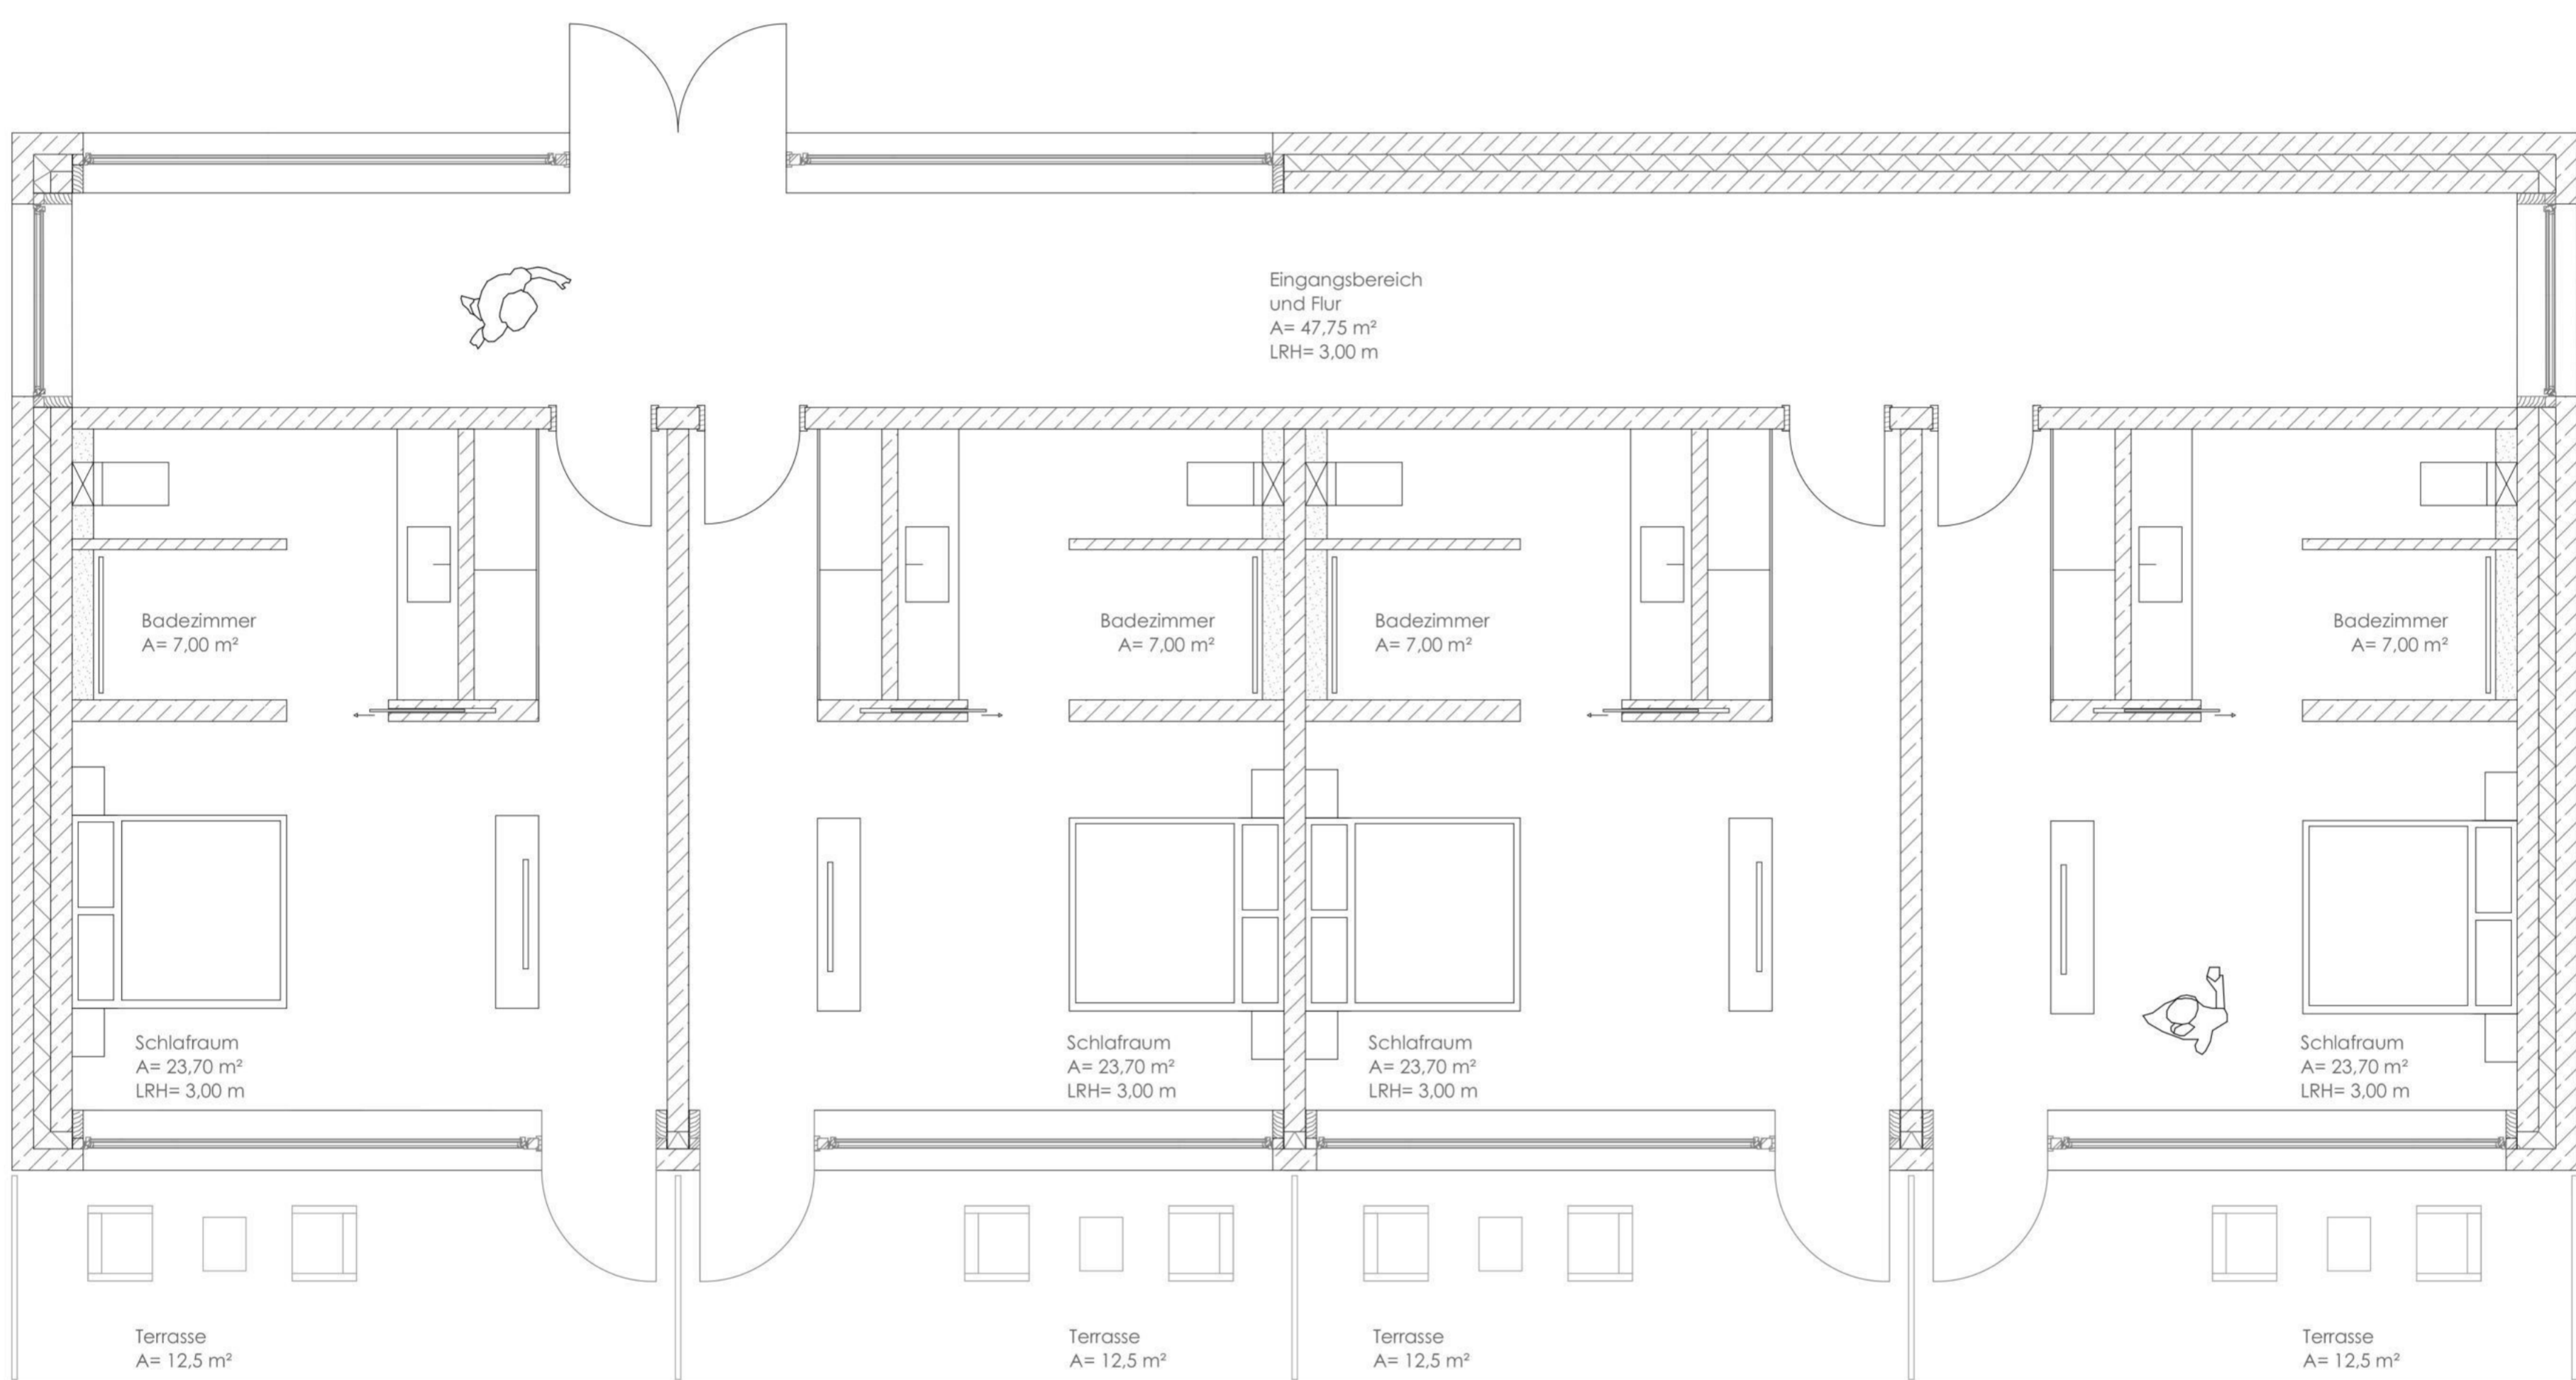 Eingangsbereich
und Flur
A= 47,75 m²
LRH= 3,00 m
Badezimmer
A= 7,00 m²
Badezimmer
A= 7,00 m²
Badezimmer
A= 7,00 m²
Badezimmer
A= 7,00 m²
Schlafraum
A= 23,70 m²
LRH= 3,00 m
Schlafraum
A= 23,70 m²
LRH= 3,00 m
Schlafraum
A= 23,70 m²
LRH= 3,00 m
Schlafraum
A= 23,70 m²
LRH= 3,00 m
Terrasse
A= 12,5 m²
Terrasse
A= 12,5 m²
Terrasse
A= 12,5 m²
Terrasse
A= 12,5 m²